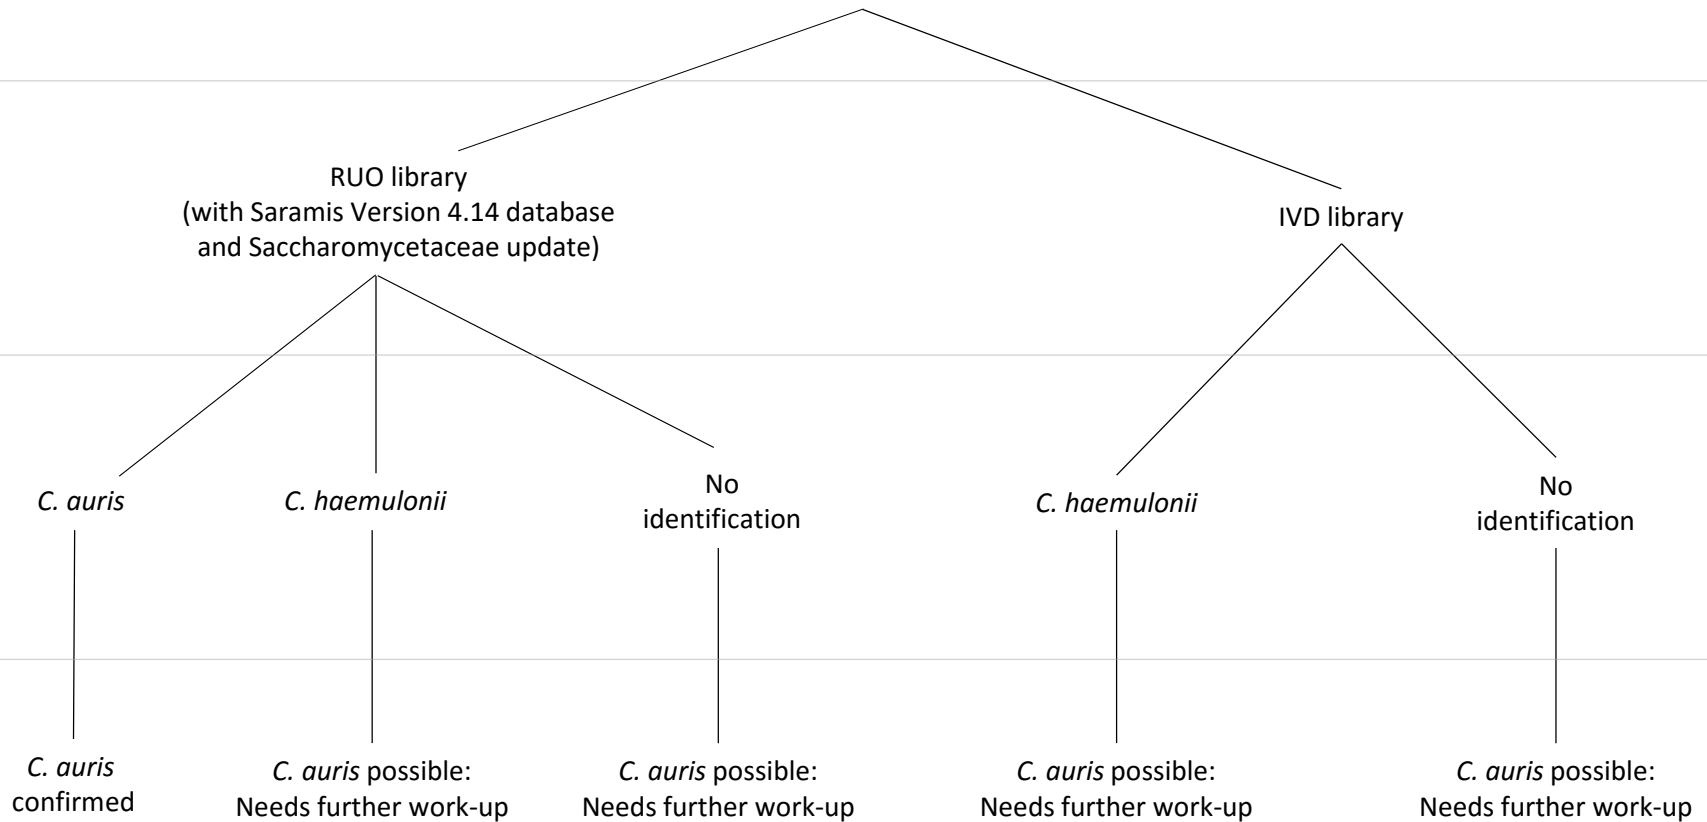 RUO library
(with Saramis Version 4.14 database
and Saccharomycetaceae update)
IVD library
C. auris
C. haemulonii
No
identification
C. haemulonii
No
identification
C. auris
confirmed
C. auris possible:
Needs further work-up
C. auris possible:
Needs further work-up
C. auris possible:
Needs further work-up
C. auris possible:
Needs further work-up